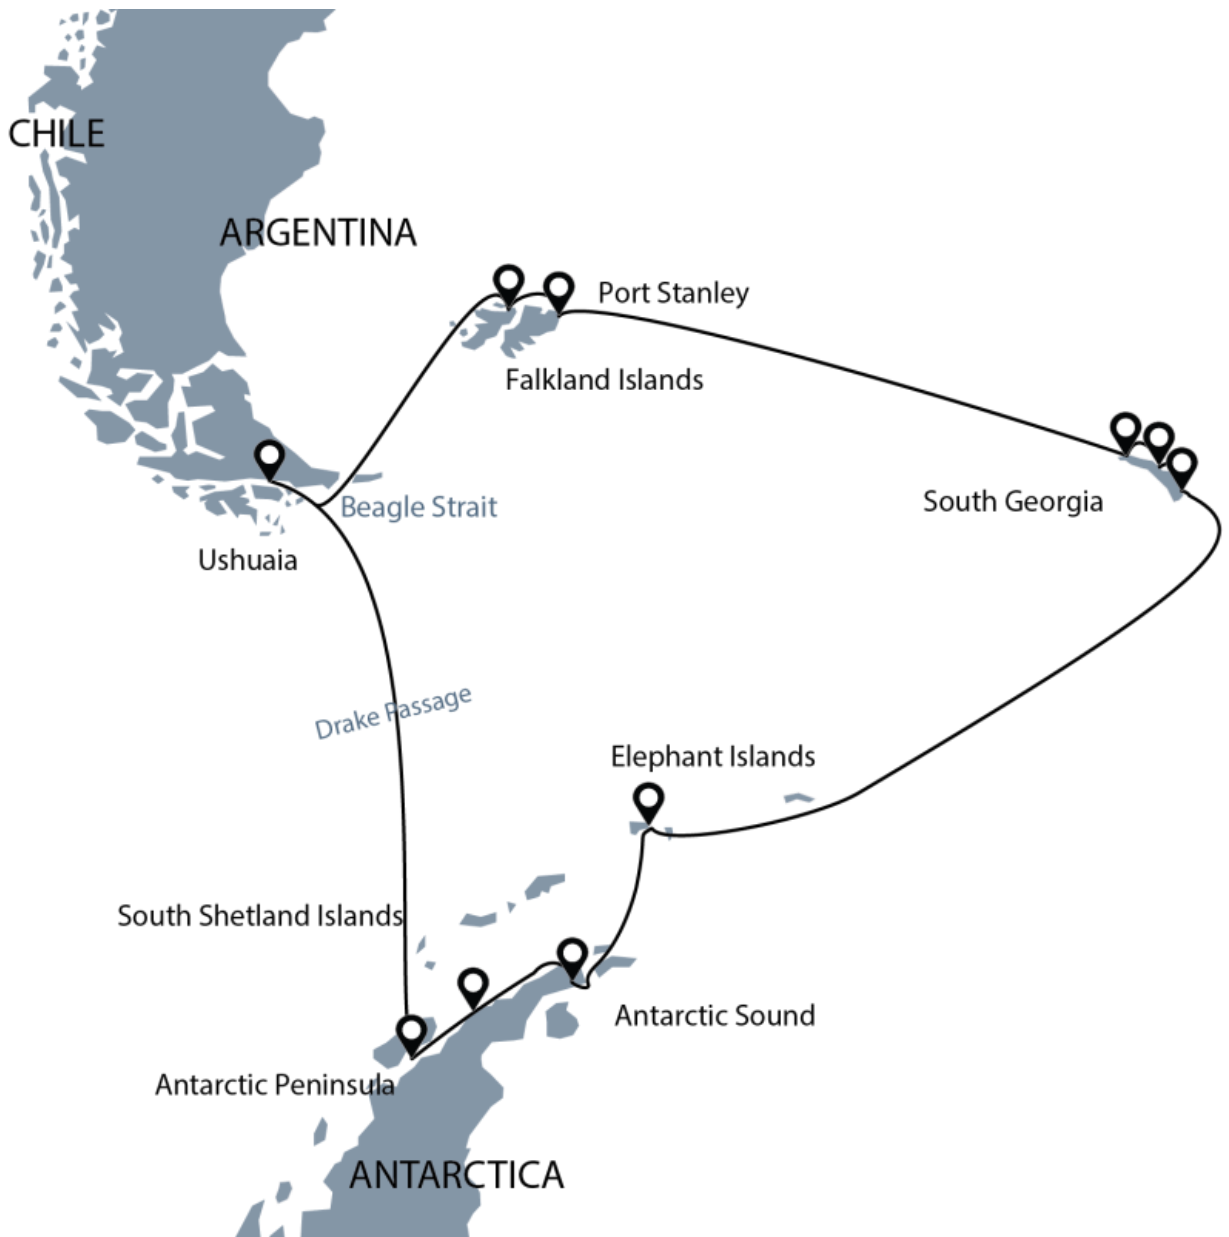 CHILE
ARGENTINA
Port Stanley
Falkland Islands
South Georgia
Beagle Strait
Ushuaia
Drake Passage
Elephant Islands
South Shetland Islands
Antarctic Sound
Antarctic Peninsula
ANTARCTICA